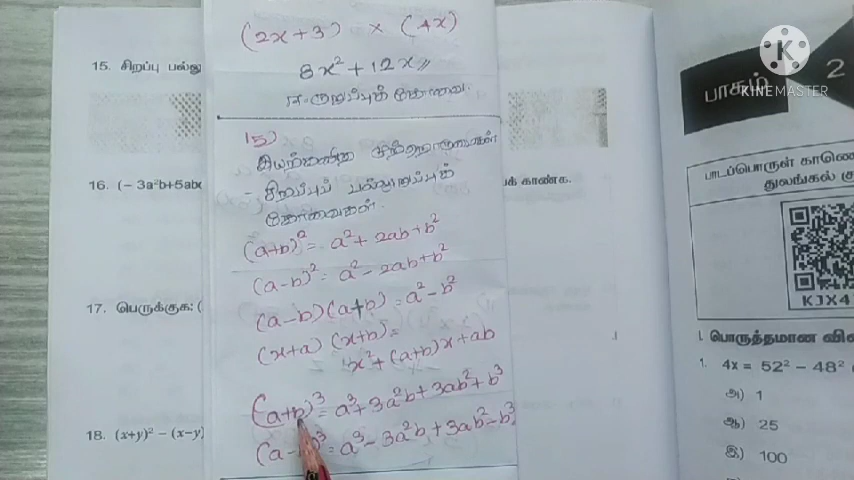 (2x+3) × (4x)
8x² + 12x //
ஈருறுப்புக் கோவை.
15. சிறப்பு
15)
இயற்கணித முற்றொருமைகள்
- சிறப்புப் பல்லுறுப்புக்
கோவைகள்.
(a+b)² = a² + 2ab + b²
(a-b)² = a² - 2ab + b²
(a-b)(a+b) = a² - b²
(x+a) (x+b) =
x² + (a+b)x + ab
(a+b)³ = a³ + 3a²b + 3ab² + b³
(a- )³ = a³ - 3a²b + 3ab² - b³
16. (– 3a²b+5ab
க் காண்க.
17. பெருக்குக: (
18. (x+y)² – (x–y)
KINEMASTER
பாகம் 2
பாடப்பொருள்
துலங்கல்
KJX4
I. பொருத்தமான
1. 4x = 52² – 48²
அ) 1
ஆ) 25
இ) 100